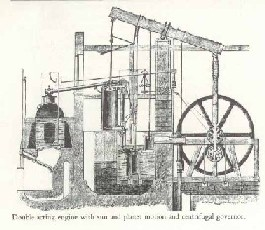 Double acting engine with sun and planet motion and centrifugal governor.